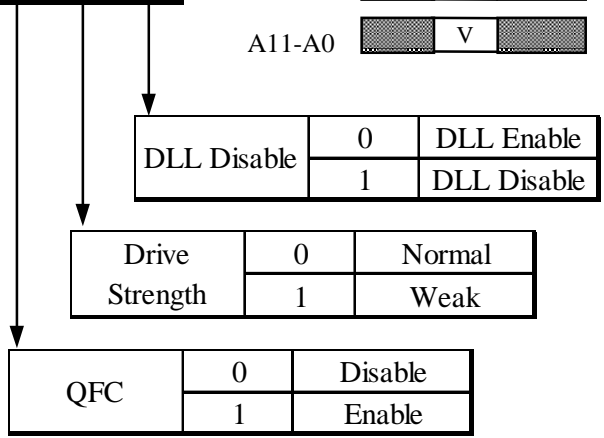 A11-A0 V
DLL Disable 0 DLL Enable
1 DLL Disable
Drive Strength 0 Normal
1 Weak
QFC 0 Disable
1 Enable